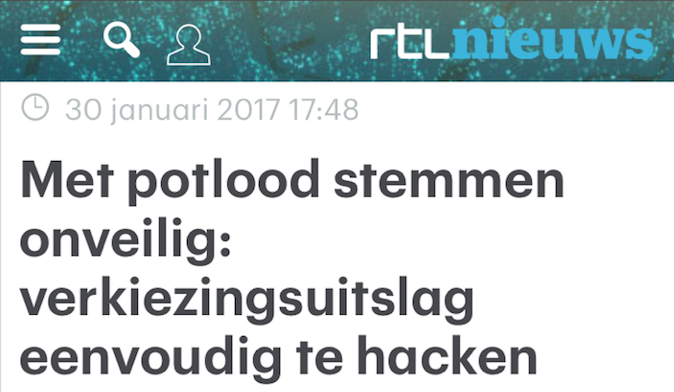 rtlnieuws
30 januari 2017 17:48
Met potlood stemmen
onveilig:
verkiezingsuitslag
eenvoudig te hacken